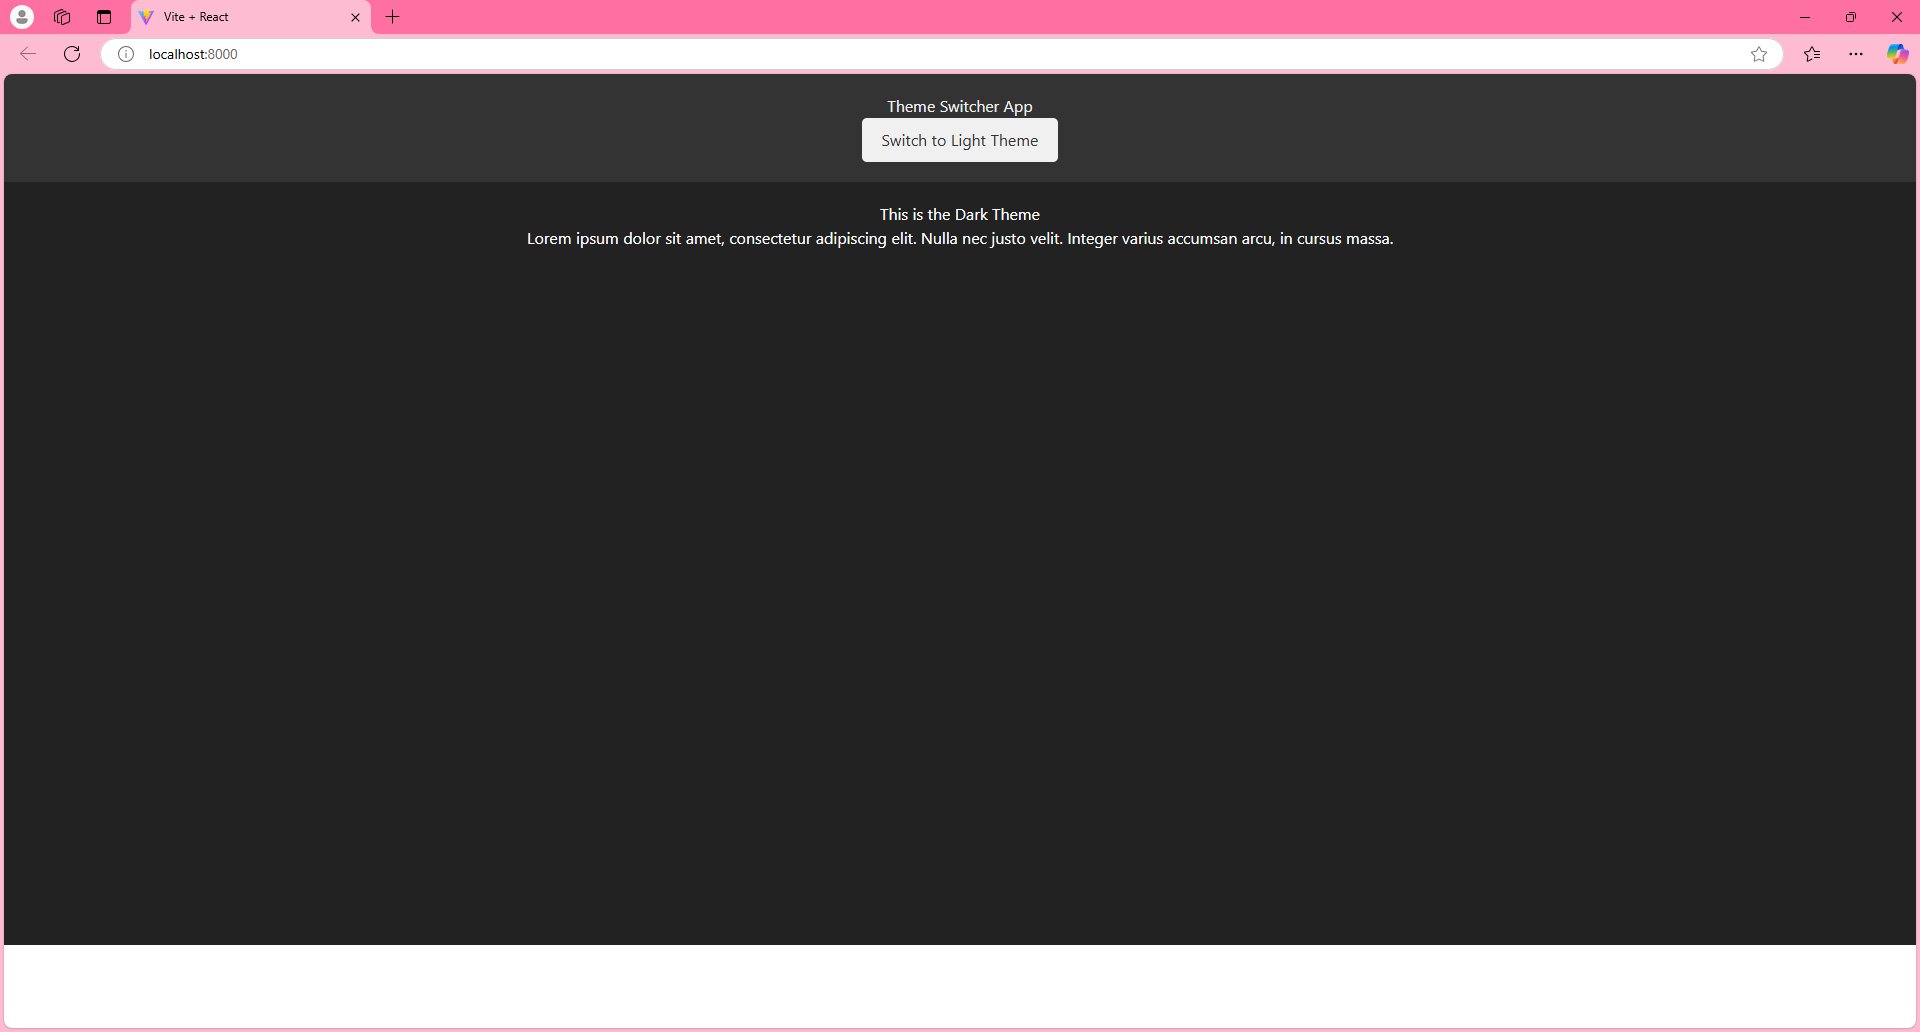 Vite + React
localhost:8000
Theme Switcher App
Switch to Light Theme
This is the Dark Theme
Lorem ipsum dolor sit amet, consectetur adipiscing elit. Nulla nec justo velit. Integer varius accumsan arcu, in cursus massa.